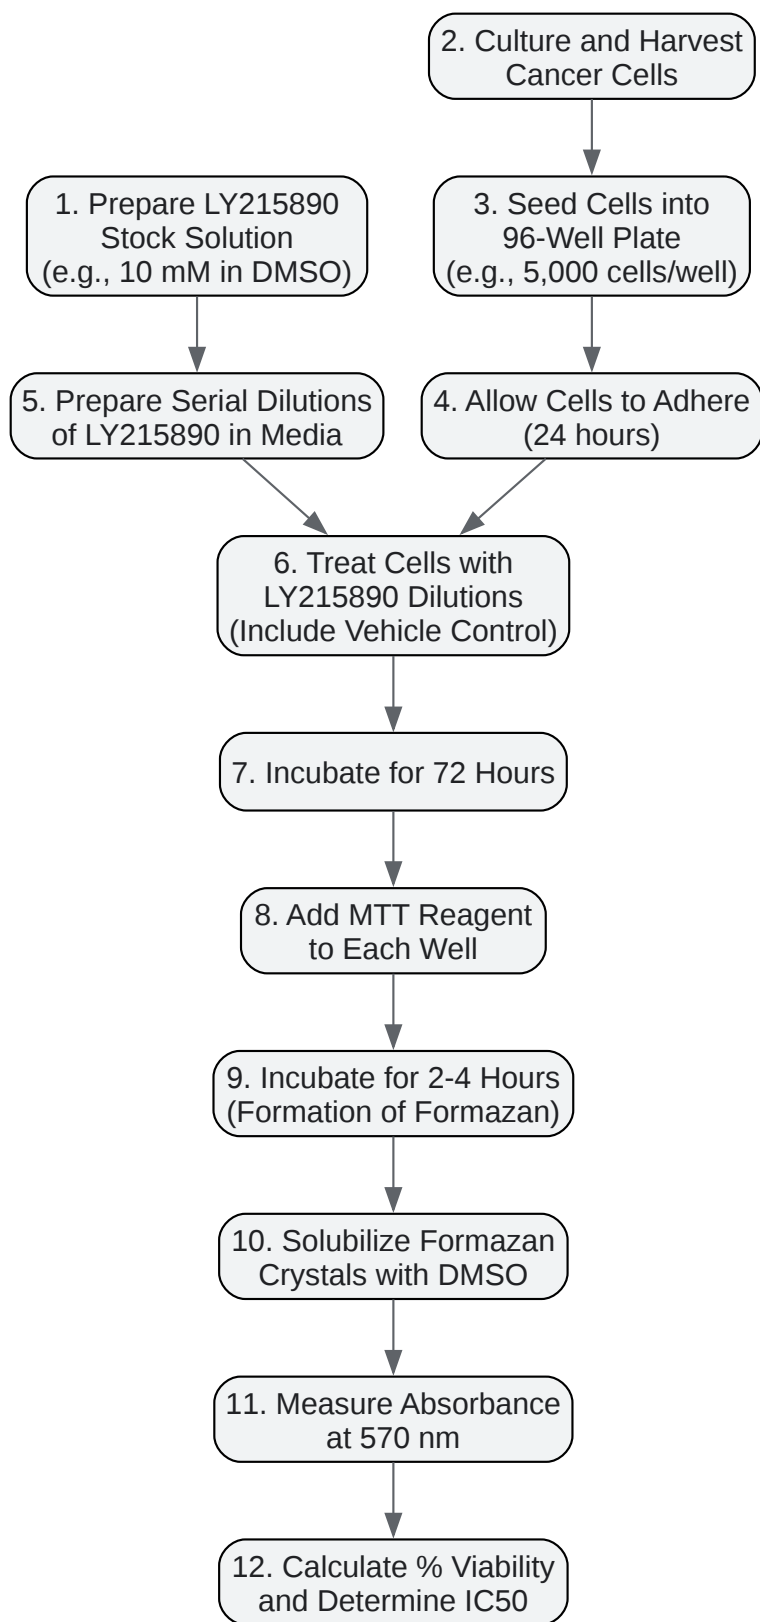 2. Culture and Harvest
Cancer Cells
1. Prepare LY215890
Stock Solution
(e.g., 10 mM in DMSO)
3. Seed Cells into
96-Well Plate
(e.g., 5,000 cells/well)
5. Prepare Serial Dilutions
of LY215890 in Media
4. Allow Cells to Adhere
(24 hours)
6. Treat Cells with
LY215890 Dilutions
(Include Vehicle Control)
7. Incubate for 72 Hours
8. Add MTT Reagent
to Each Well
9. Incubate for 2-4 Hours
(Formation of Formazan)
10. Solubilize Formazan
Crystals with DMSO
11. Measure Absorbance
at 570 nm
12. Calculate % Viability
and Determine IC50